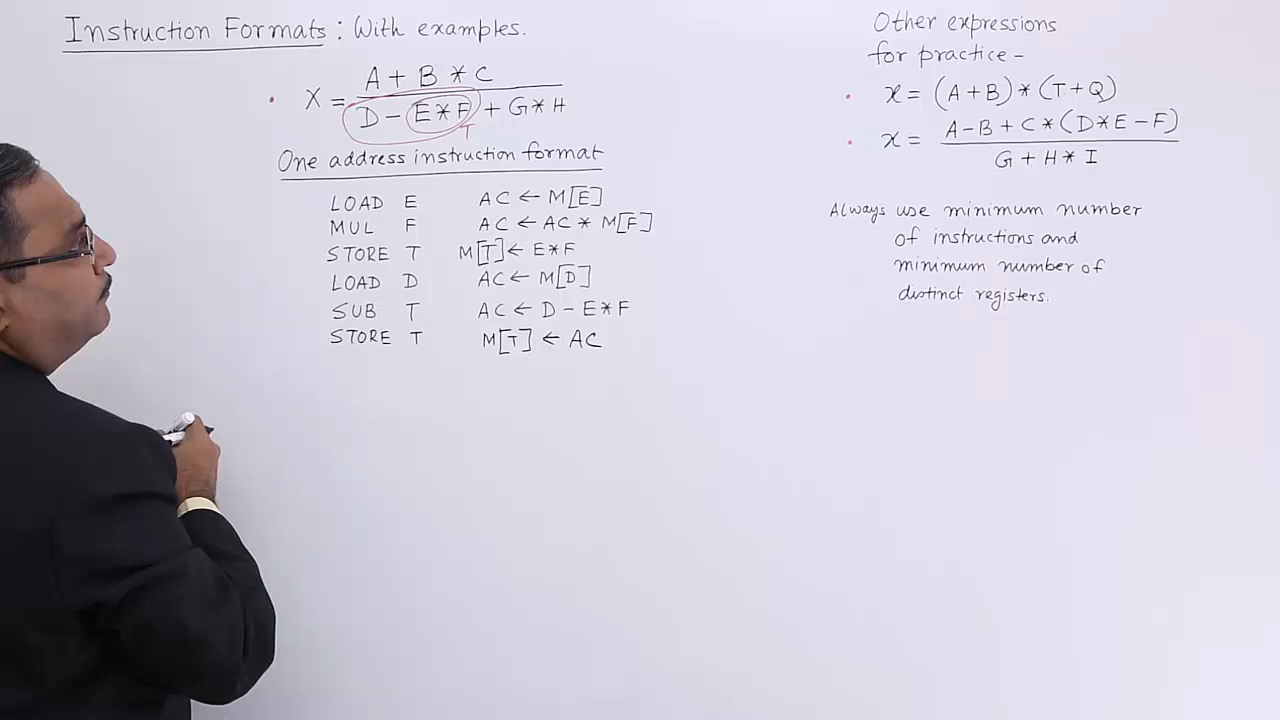 Instruction Formats : With examples.
X = A + B * C / D - E * F + G * H
T
One address instruction format
LOAD E AC ← M[E]
MUL F AC ← AC * M[F]
STORE T M[T] ← E * F
LOAD D AC ← M[D]
SUB T AC ← D - E * F
STORE T M[T] ← AC
Other expressions
for practice -
• x = (A + B) * (T + Q)
• x = A - B + C * (D * E - F) / G + H * I
Always use minimum number
of instructions and
minimum number of
distinct registers.